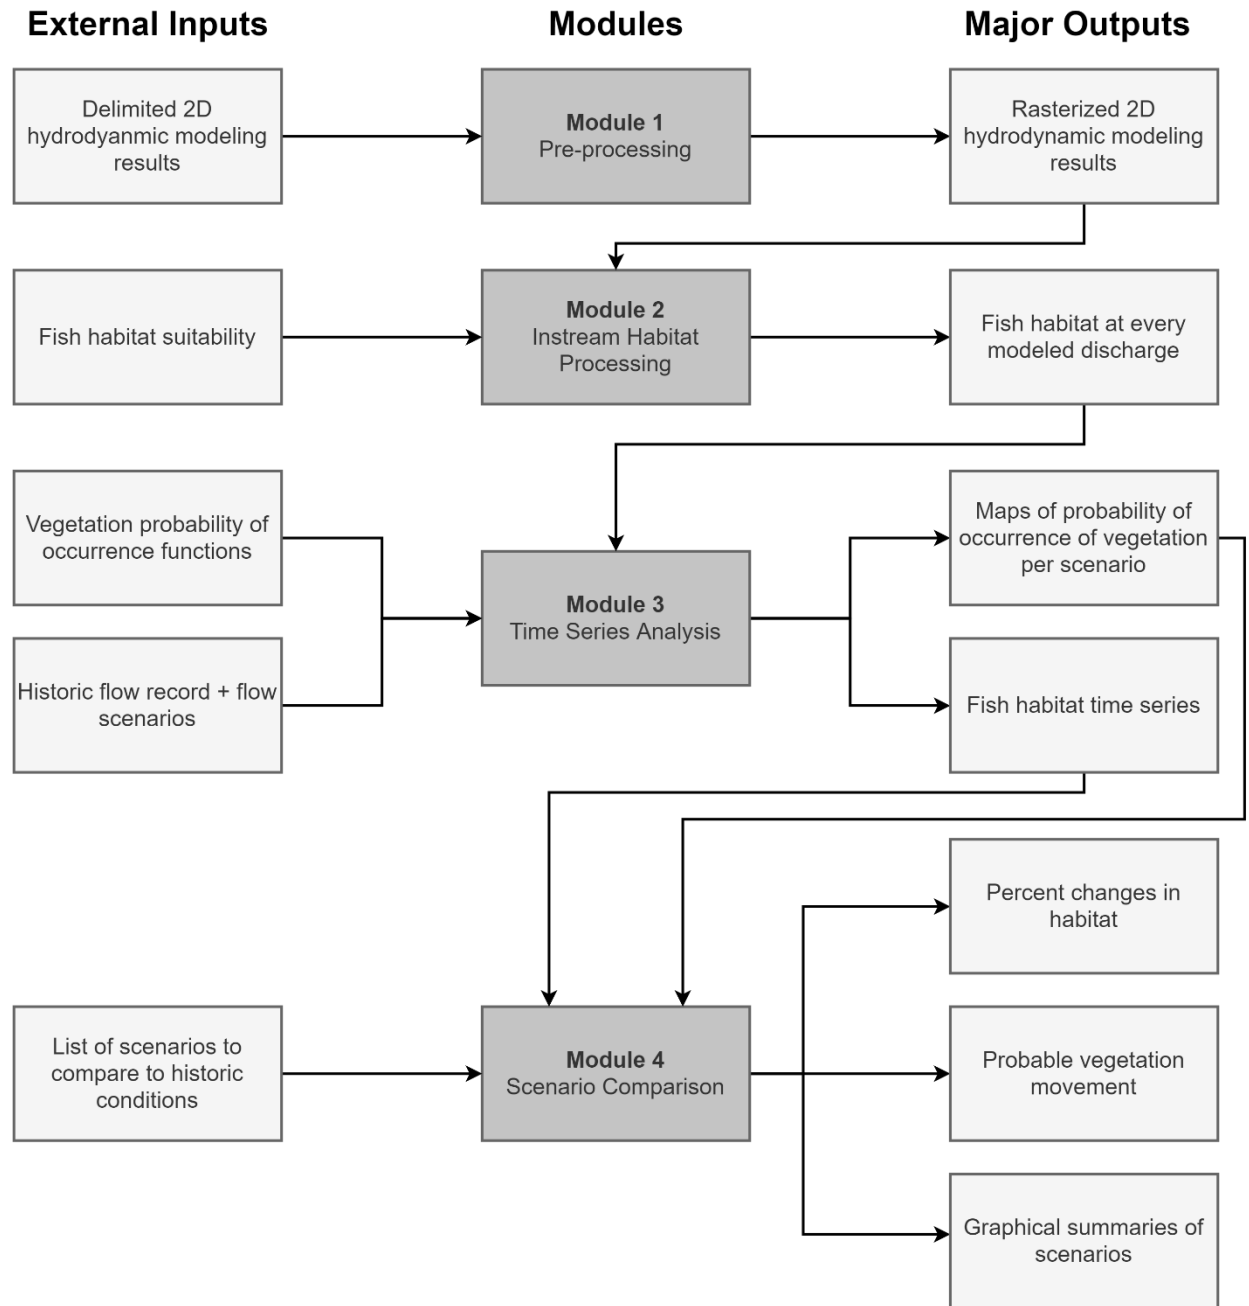 External Inputs
Modules
Major Outputs
Delimited 2D
hydrodyanmic modeling
results
Module 1
Pre-processing
Rasterized 2D
hydrodynamic modeling
results
Fish habitat suitability
Module 2
Instream Habitat
Processing
Fish habitat at every
modeled discharge
Vegetation probability of
occurrence functions
Historic flow record + flow
scenarios
Module 3
Time Series Analysis
Maps of probability of
occurrence of vegetation
per scenario
Fish habitat time series
List of scenarios to
compare to historic
conditions
Module 4
Scenario Comparison
Percent changes in
habitat
Probable vegetation
movement
Graphical summaries of
scenarios